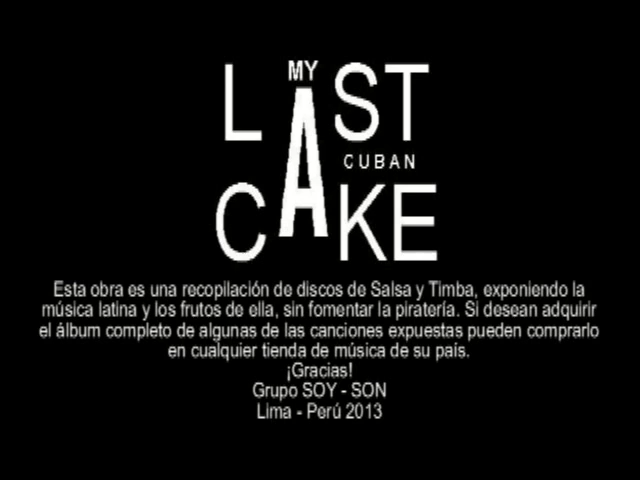 MY
LAST
CUBAN
CAKE
Esta obra es una recopilación de discos de Salsa y Timba, exponiendo la
música latina y los frutos de ella, sin fomentar la piratería. Si desean adquirir
el álbum completo de algunas de las canciones expuestas pueden comprarlo
en cualquier tienda de música de su país.
¡Gracias!
Grupo SOY - SON
Lima - Perú 2013